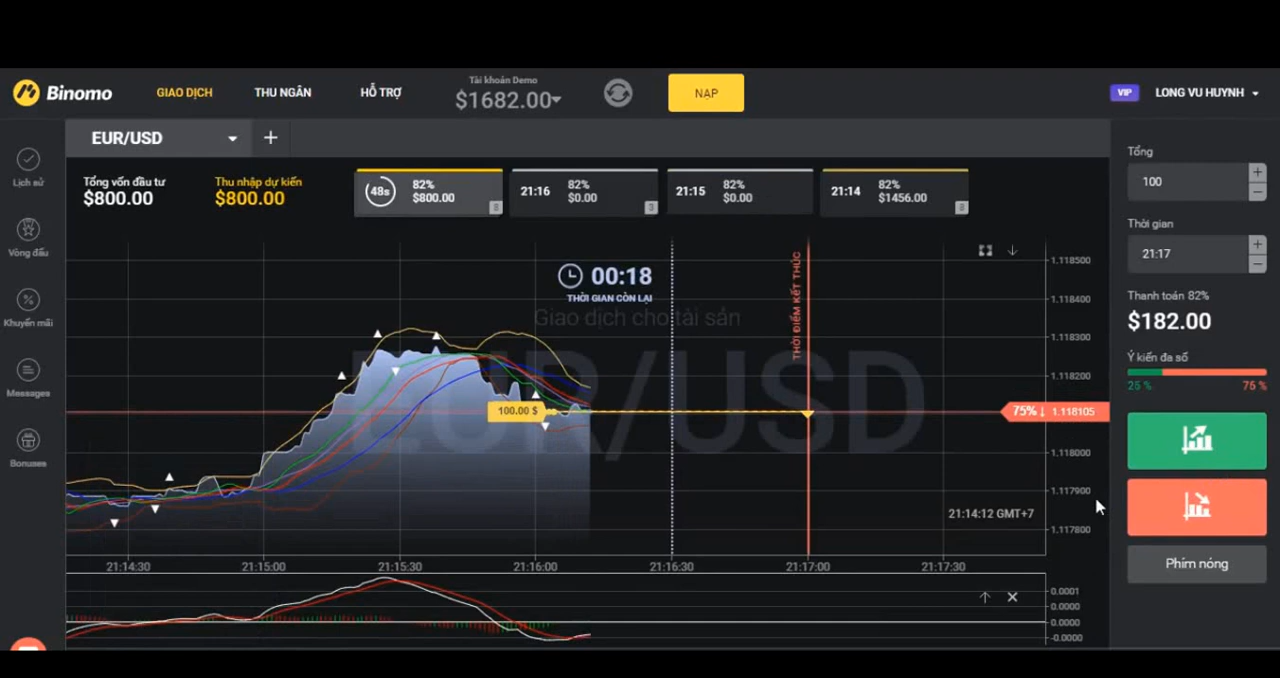 Binomo
GIAO DỊCH
THU NGÂN
HỖ TRỢ
Tài khoản Demo
$1682.00
NẠP
VIP
LONG VU HUYNH
EUR/USD
+
Lịch sử
Vòng đấu
Khuyến mãi
Messages
Bonuses
Tổng vốn đầu tư
$800.00
Thu nhập dự kiến
$800.00
48s
82%
$800.00
8
21:16
82%
$0.00
3
21:15
82%
$0.00
21:14
82%
$1456.00
8
00:18
THỜI GIAN CÒN LẠI
Giao dịch cho tài sản
EUR/USD
THỜI ĐIỂM KẾT THÚC
100.00 $
75%↓ 1.118105
1.118500
1.118400
1.118300
1.118200
1.118000
1.117900
1.117800
21:14:12 GMT+7
21:14:30
21:15:00
21:15:30
21:16:00
21:16:30
21:17:00
21:17:30
0.0001
0.0000
0.0000
-0.0000
Tổng
100
+
−
Thời gian
21:17
+
−
Thanh toán 82%
$182.00
Ý kiến đa số
25 %
75 %
Phím nóng